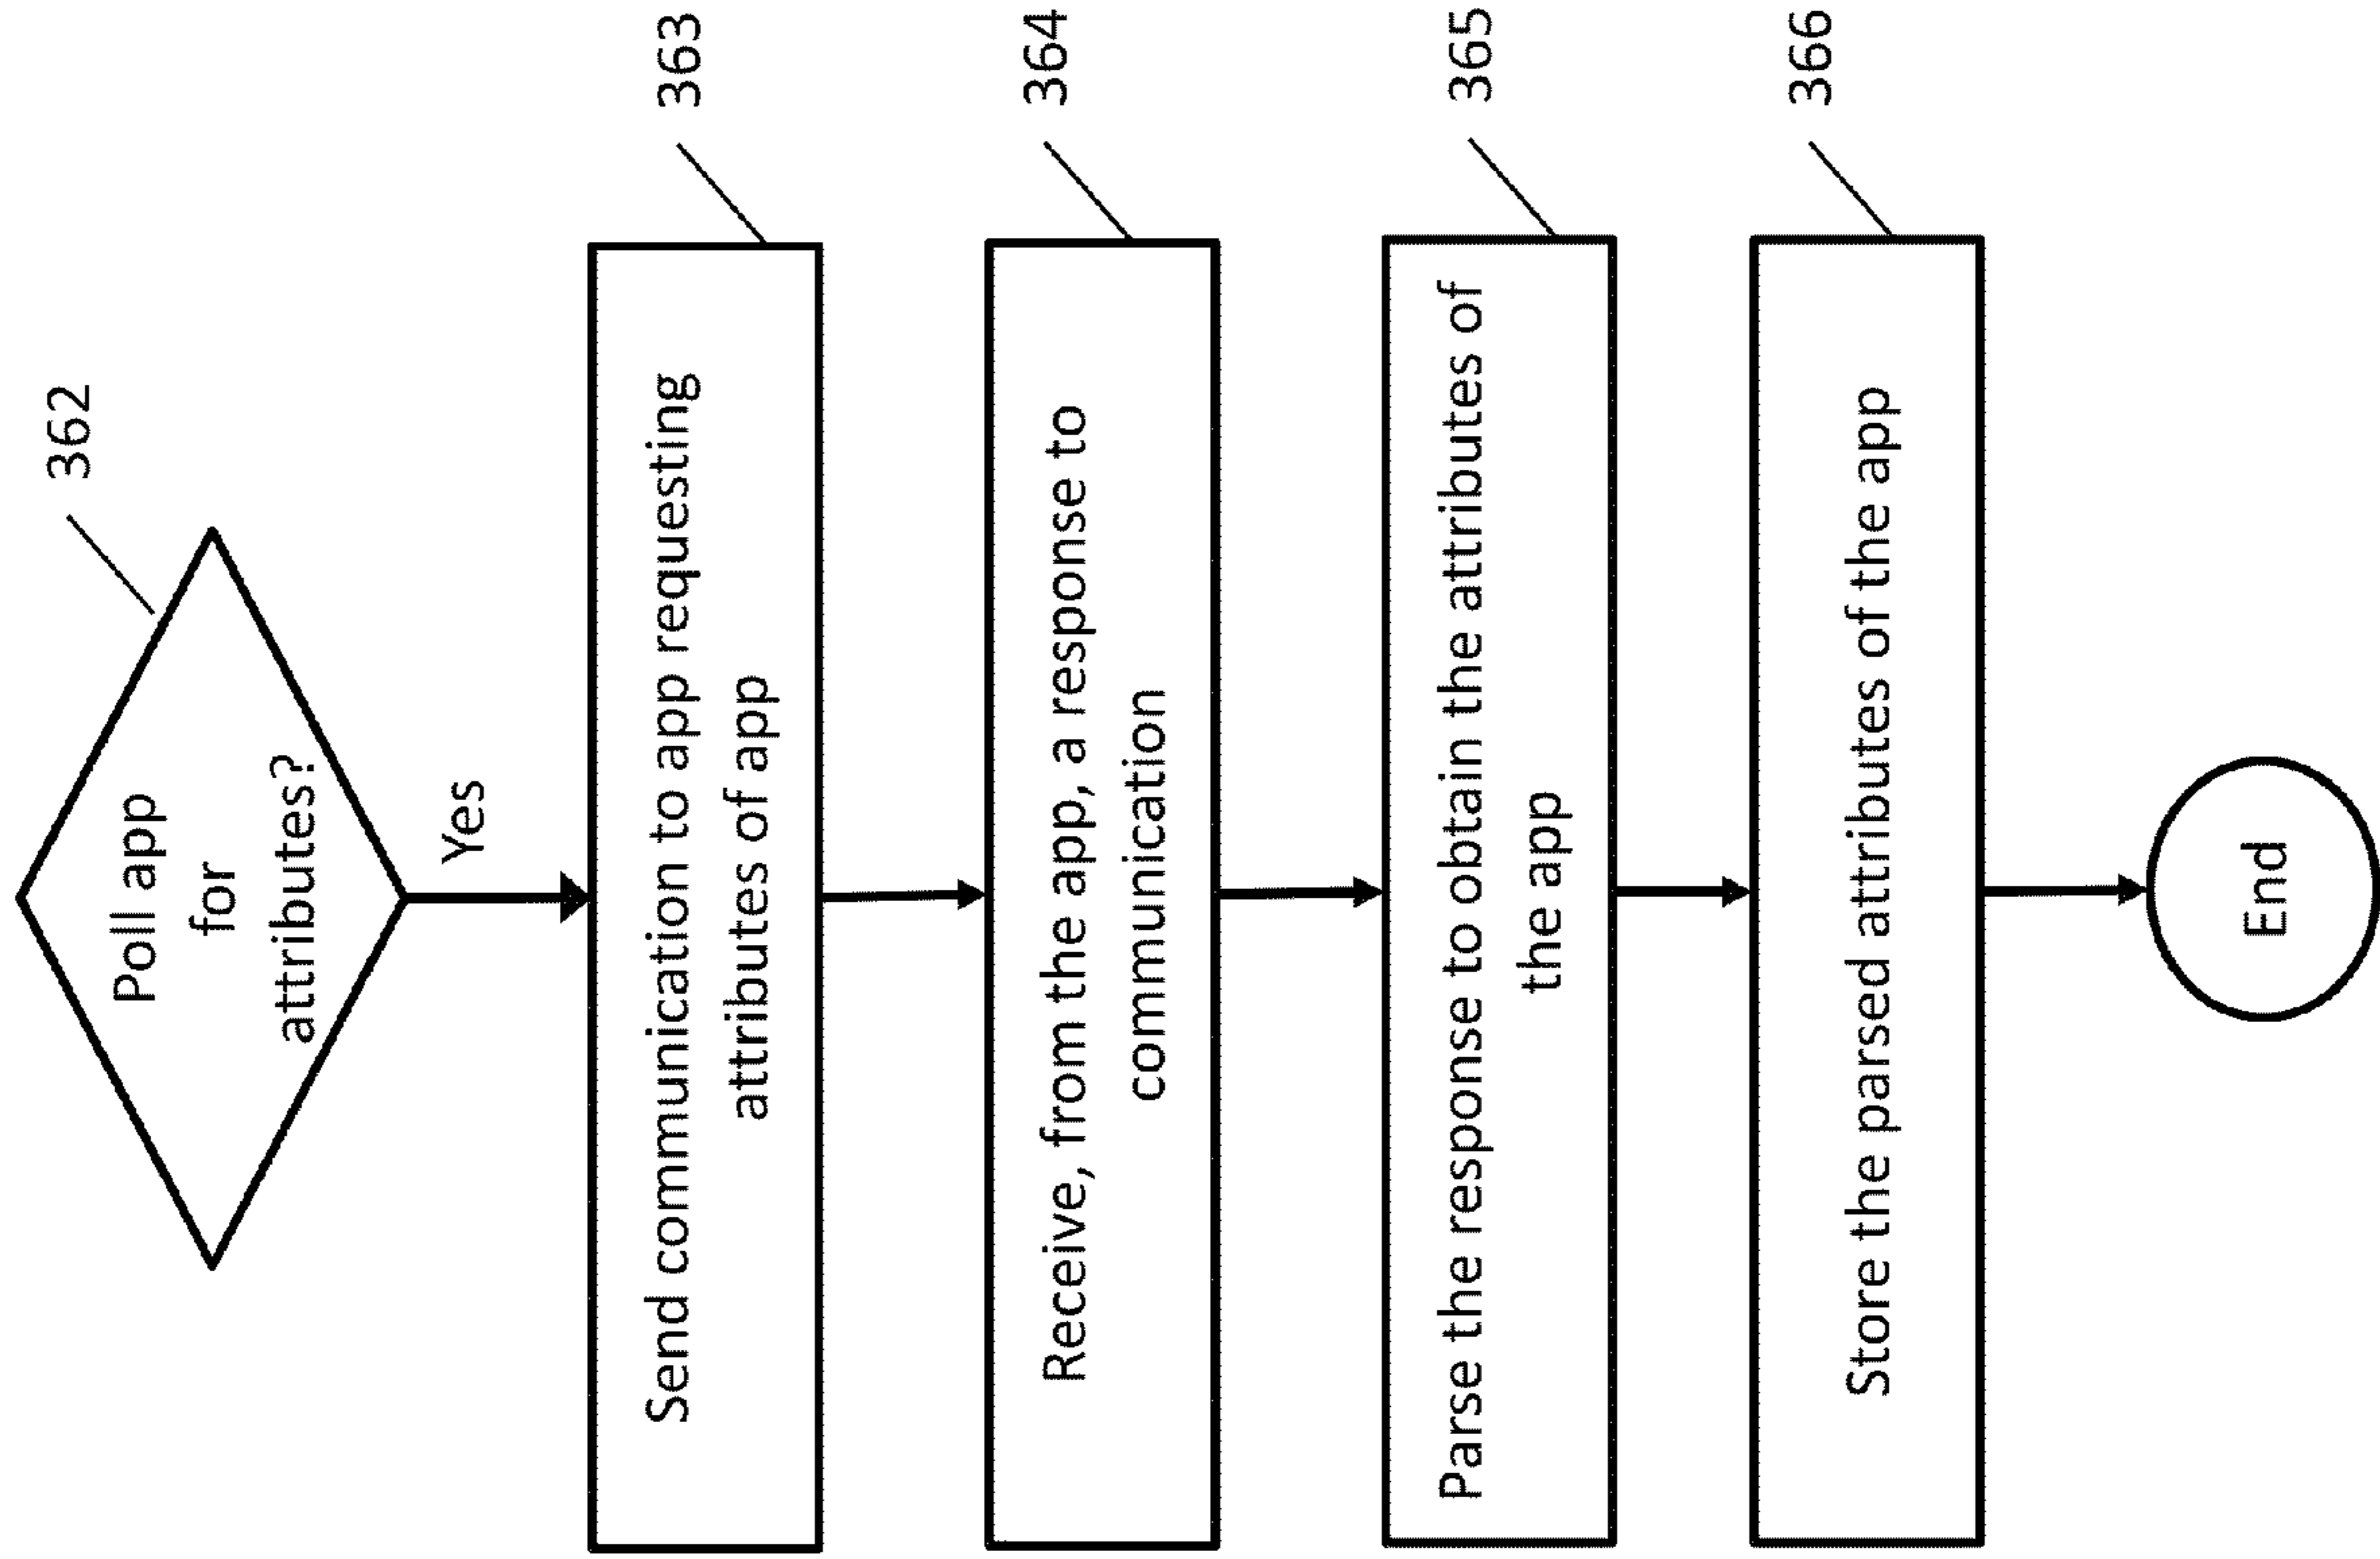 362
Poll app
for
attributes?
Yes
363
Send communication to app requesting
attributes of app
364
Receive, from the app, a response to
communication
365
Parse the response to obtain the attributes of
the app
366
Store the parsed attributes of the app
End